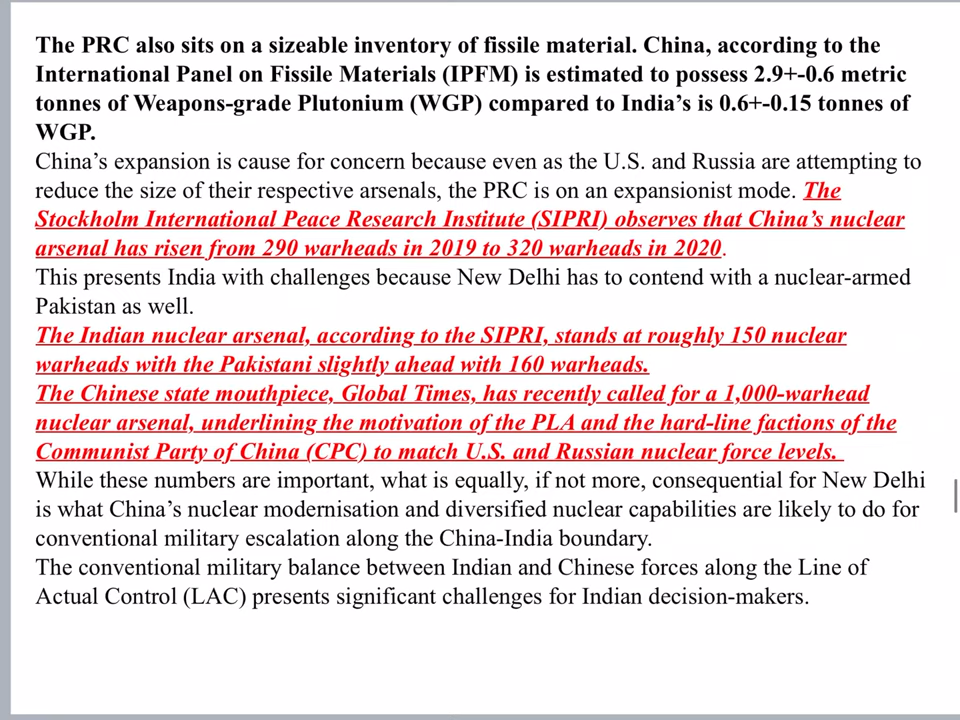 The PRC also sits on a sizeable inventory of fissile material. China, according to the
International Panel on Fissile Materials (IPFM) is estimated to possess 2.9+-0.6 metric
tonnes of Weapons-grade Plutonium (WGP) compared to India’s is 0.6+-0.15 tonnes of
WGP.
China’s expansion is cause for concern because even as the U.S. and Russia are attempting to
reduce the size of their respective arsenals, the PRC is on an expansionist mode. The
Stockholm International Peace Research Institute (SIPRI) observes that China’s nuclear
arsenal has risen from 290 warheads in 2019 to 320 warheads in 2020.
This presents India with challenges because New Delhi has to contend with a nuclear-armed
Pakistan as well.
The Indian nuclear arsenal, according to the SIPRI, stands at roughly 150 nuclear
warheads with the Pakistani slightly ahead with 160 warheads.
The Chinese state mouthpiece, Global Times, has recently called for a 1,000-warhead
nuclear arsenal, underlining the motivation of the PLA and the hard-line factions of the
Communist Party of China (CPC) to match U.S. and Russian nuclear force levels.
While these numbers are important, what is equally, if not more, consequential for New Delhi
is what China’s nuclear modernisation and diversified nuclear capabilities are likely to do for
conventional military escalation along the China-India boundary.
The conventional military balance between Indian and Chinese forces along the Line of
Actual Control (LAC) presents significant challenges for Indian decision-makers.